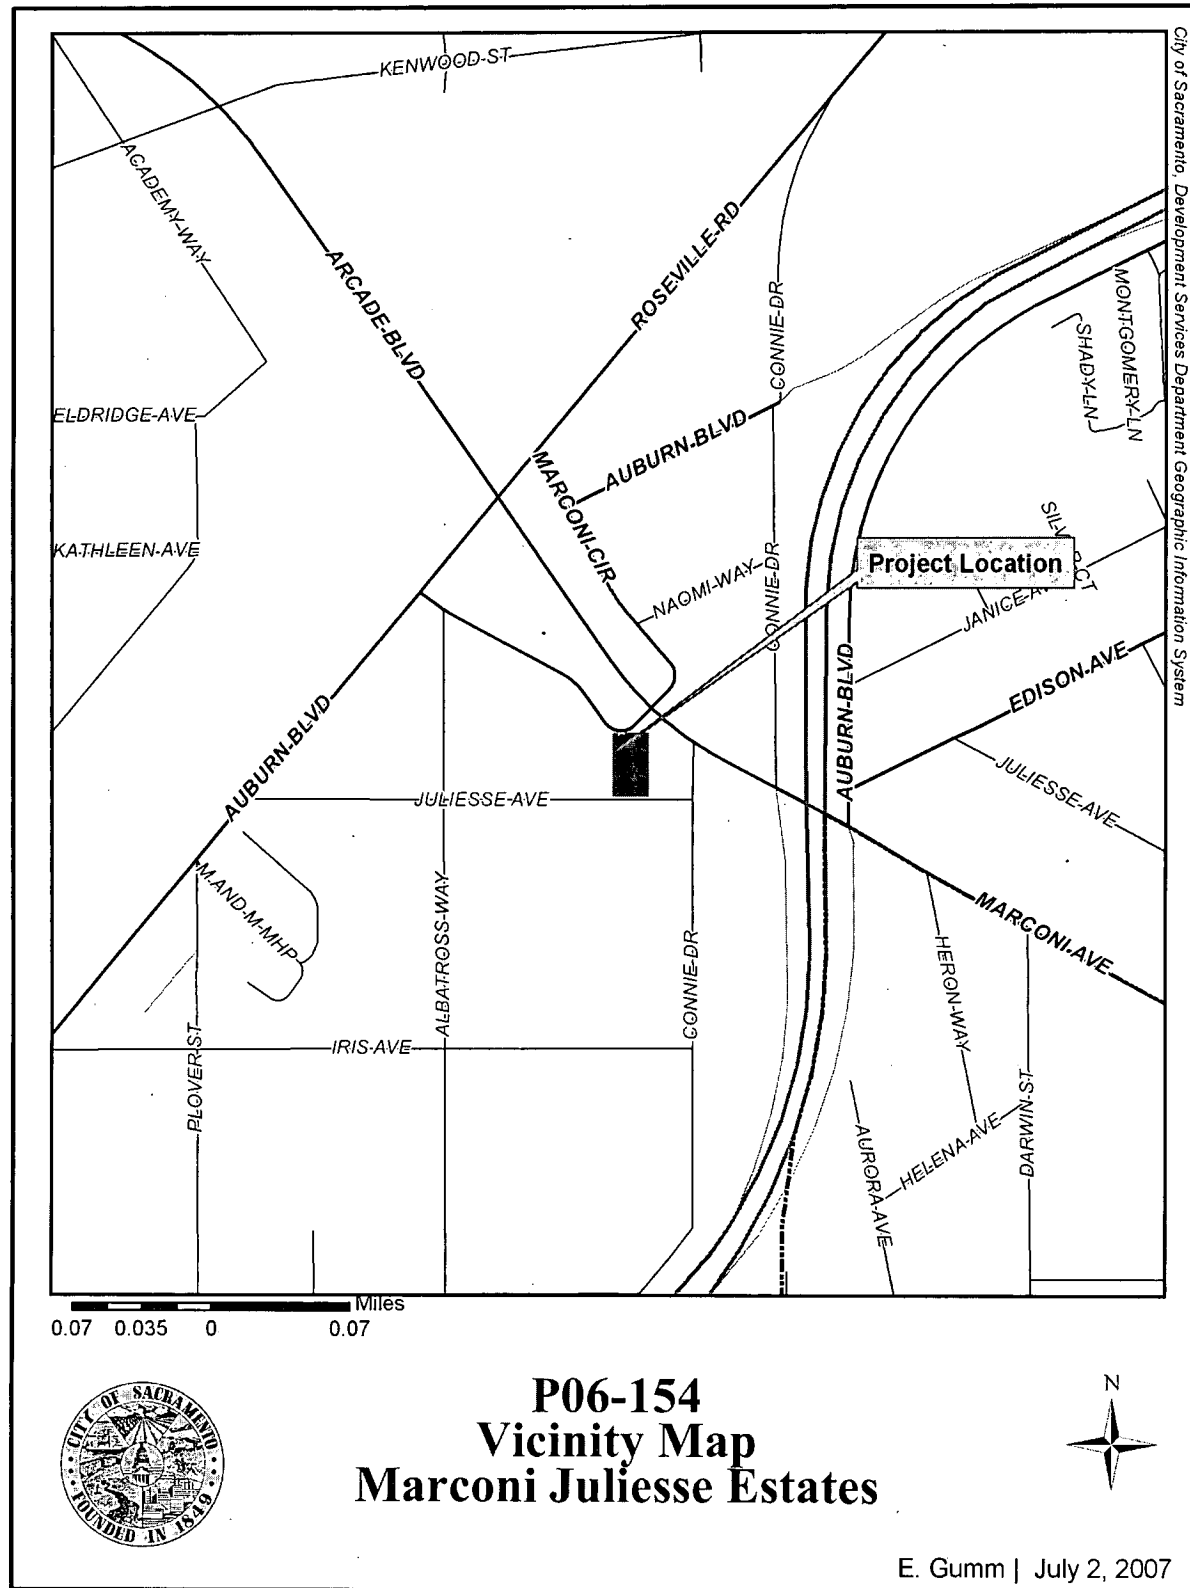 City of Sacramento, Development Services Department Geographic Information System
KENWOOD-ST
ACADEMY-WAY
ARCADE-BLVD
ROSEVILLE-RD
CONNIE-DR
MONTGOMERY-LN
SHADY-LN
ELDRIDGE-AVE
AUBURN-BLVD
MARCONI-CIR
KATHLEEN-AVE
NAOMI-WAY
CONNIE-DR
Project Location
JANICE
CT
AUBURN-BLVD
EDISON-AVE
AUBURN-BLVD
JULIESSE-AVE
JULIESSE-AVE
M-AND-M-MHP
ALBATROSS-WAY
CONNIE-DR
MARCONI-AVE
HERON-WAY
IRIS-AVE
PLOVER-ST
AURORA-AVE
HELENA-AVE
DARWIN-ST
Miles
0.07 0.035 0 0.07
CITY OF SACRAMENTO
FOUNDED IN 1849
P06-154
Vicinity Map
Marconi Juliesse Estates
N
E. Gumm | July 2, 2007